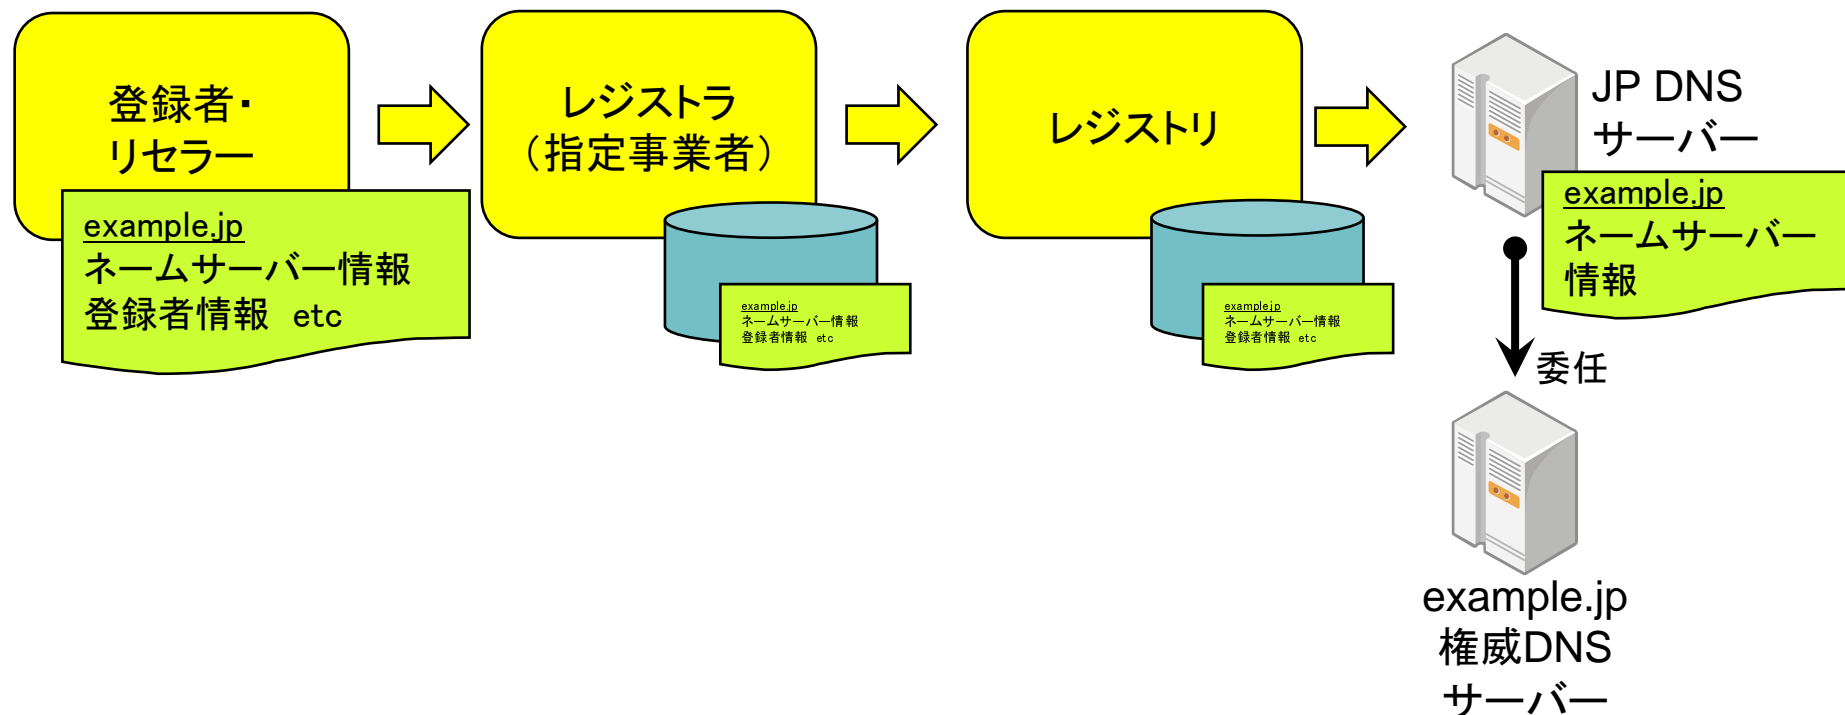 登録者・
リセラー
example.jp
ネームサーバー情報
登録者情報 etc
レジストラ
（指定事業者）
example.jp
ネームサーバー情報
登録者情報 etc
レジストリ
example.jp
ネームサーバー情報
登録者情報 etc
JP DNS
サーバー
example.jp
ネームサーバー
情報
委任
example.jp
権威DNS
サーバー